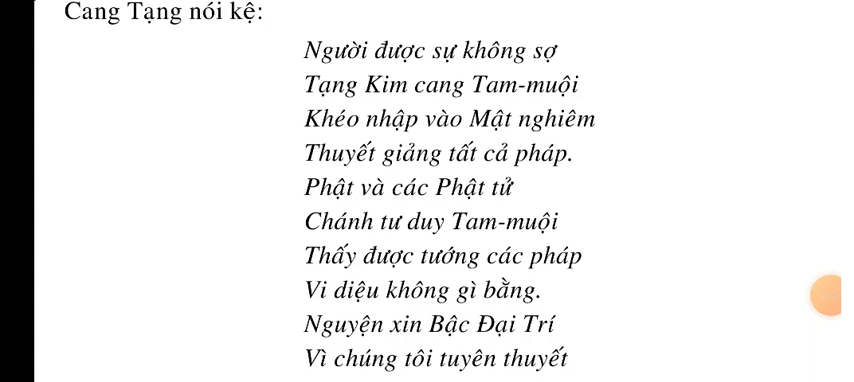 Cang Tạng nói kệ:
Người được sự không sợ
Tạng Kim cang Tam-muội
Khéo nhập vào Mật nghiêm
Thuyết giảng tất cả pháp.
Phật và các Phật tử
Chánh tư duy Tam-muội
Thấy được tướng các pháp
Vi diệu không gì bằng.
Nguyện xin Bậc Đại Trí
Vì chúng tôi tuyên thuyết